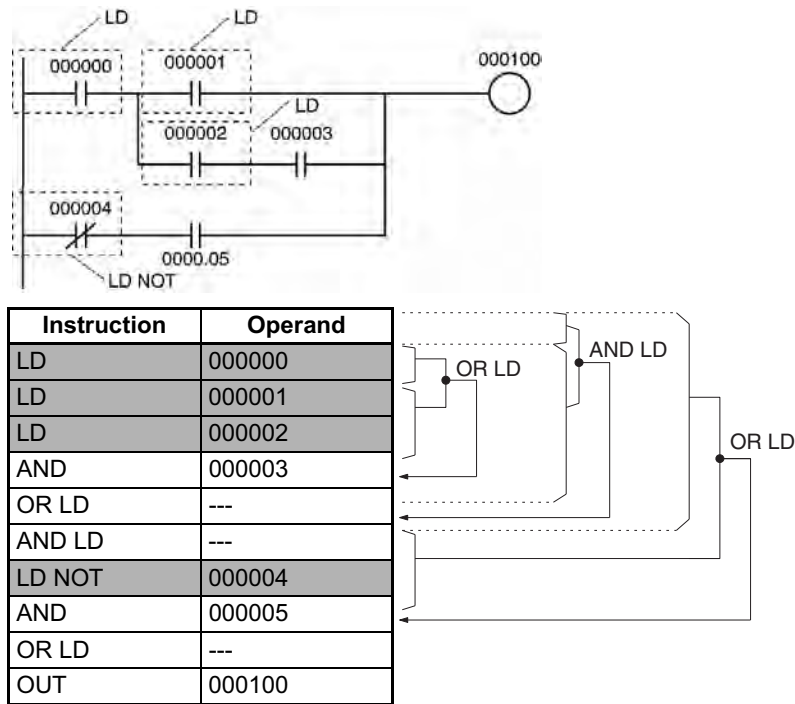 LD LD
000000 000001 000100
LD
000002 000003
000004
0000.05
LD NOT
Instruction Operand
LD 000000
LD 000001
LD 000002
AND 000003
OR LD ---
AND LD ---
LD NOT 000004
AND 000005
OR LD ---
OUT 000100
AND LD
OR LD
OR LD